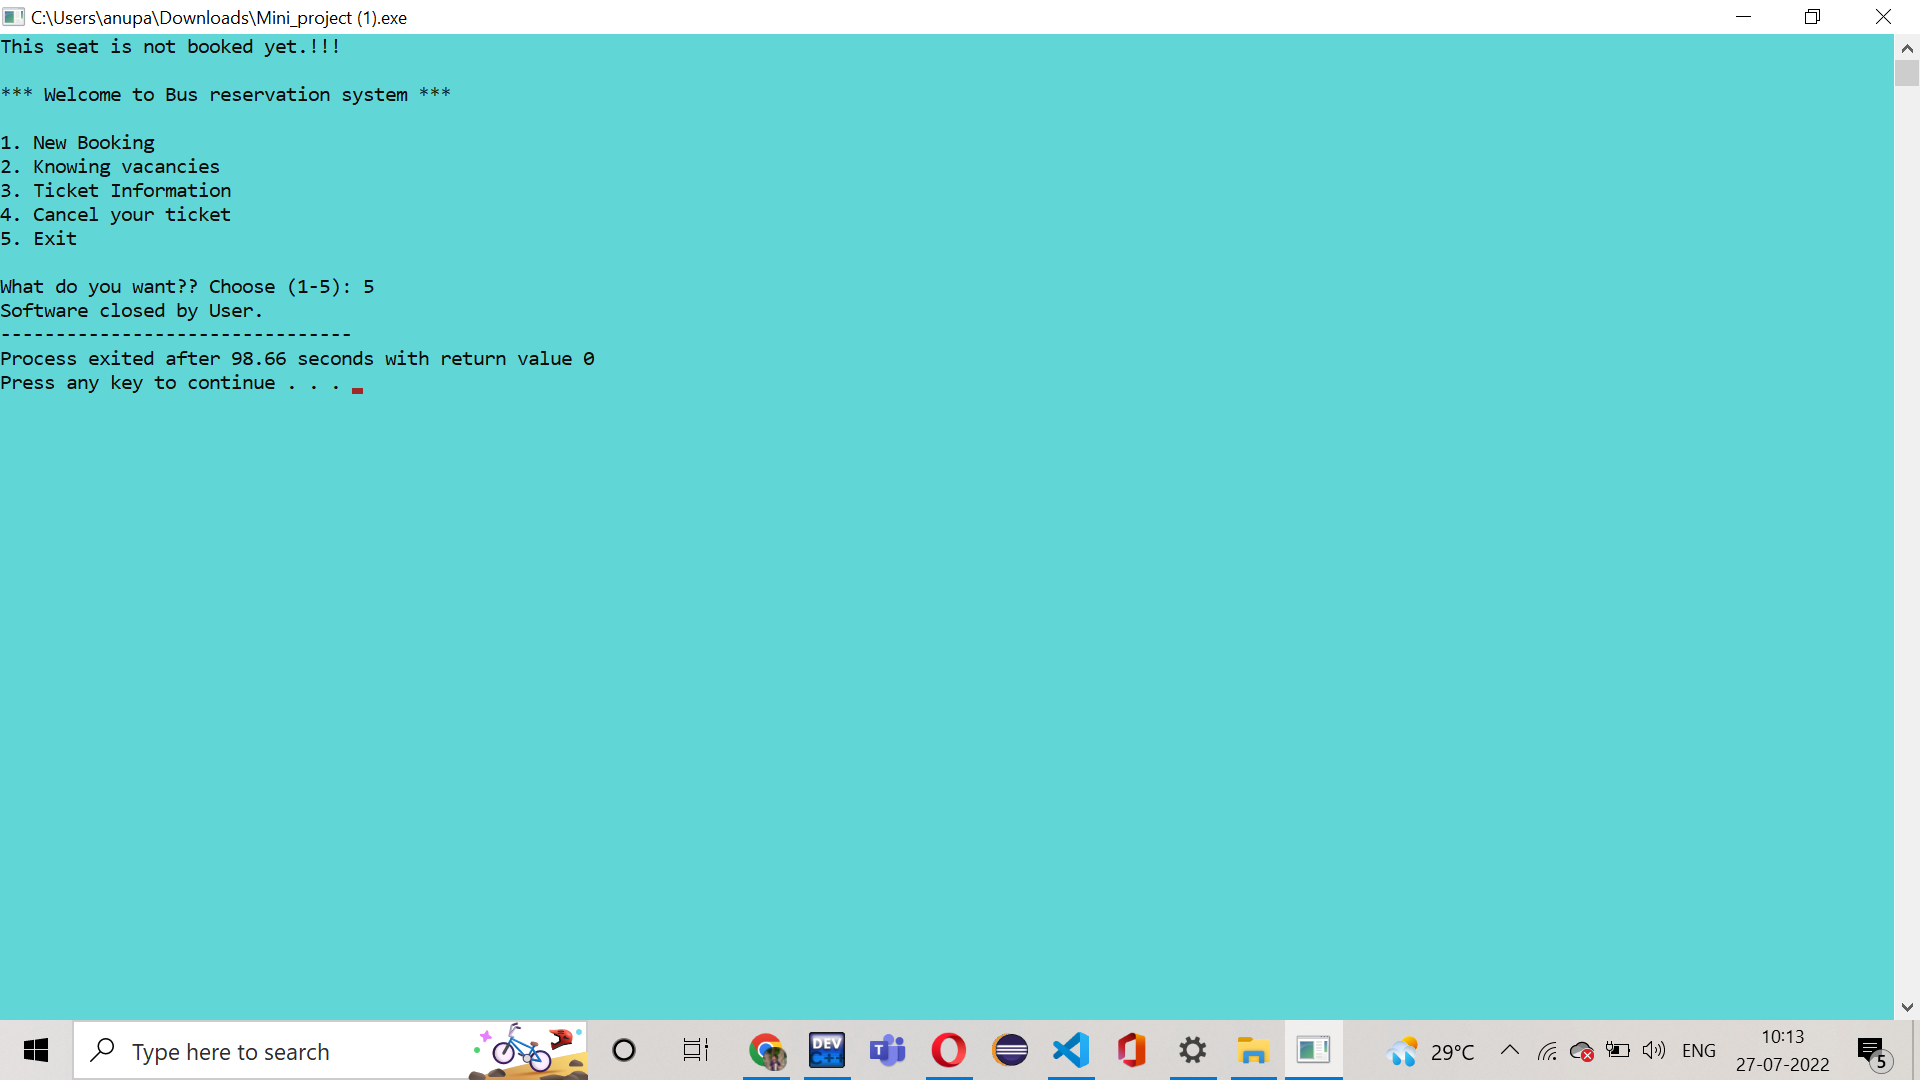 C:\Users\anupa\Downloads\Mini_project (1).exe
This seat is not booked yet.!!!
*** Welcome to Bus reservation system ***
1. New Booking
2. Knowing vacancies
3. Ticket Information
4. Cancel your ticket
5. Exit
What do you want?? Choose (1-5): 5
Software closed by User.
--------------------------------
Process exited after 98.66 seconds with return value 0
Press any key to continue . . .
Type here to search
DEV C++
29°C
ENG
10:13
27-07-2022
5